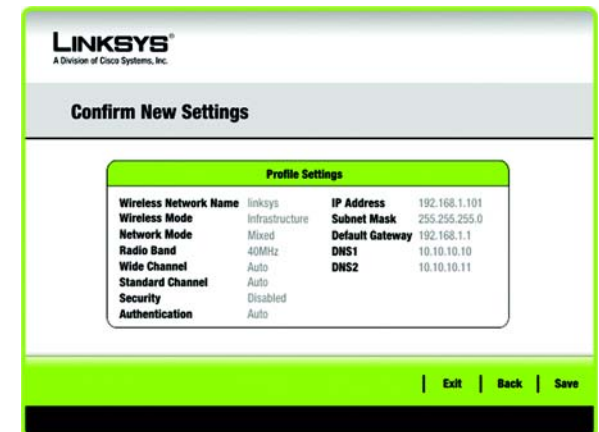 LINKSYS®
A Division of Cisco Systems, Inc.
Confirm New Settings
Profile Settings
Wireless Network Name linksys
Wireless Mode Infrastructure
Network Mode Mixed
Radio Band 40MHz
Wide Channel Auto
Standard Channel Auto
Security Disabled
Authentication Auto
IP Address 192.168.1.101
Subnet Mask 255.255.255.0
Default Gateway 192.168.1.1
DNS1 10.10.10.10
DNS2 10.10.10.11
Exit | Back | Save